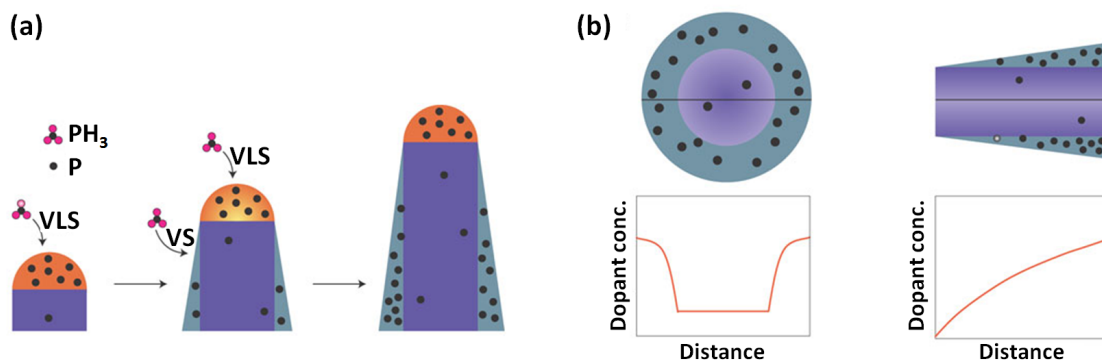 (a)
PH3
P
VLS
VS
VLS
(b)
Dopant conc.
Distance
Dopant conc.
Distance